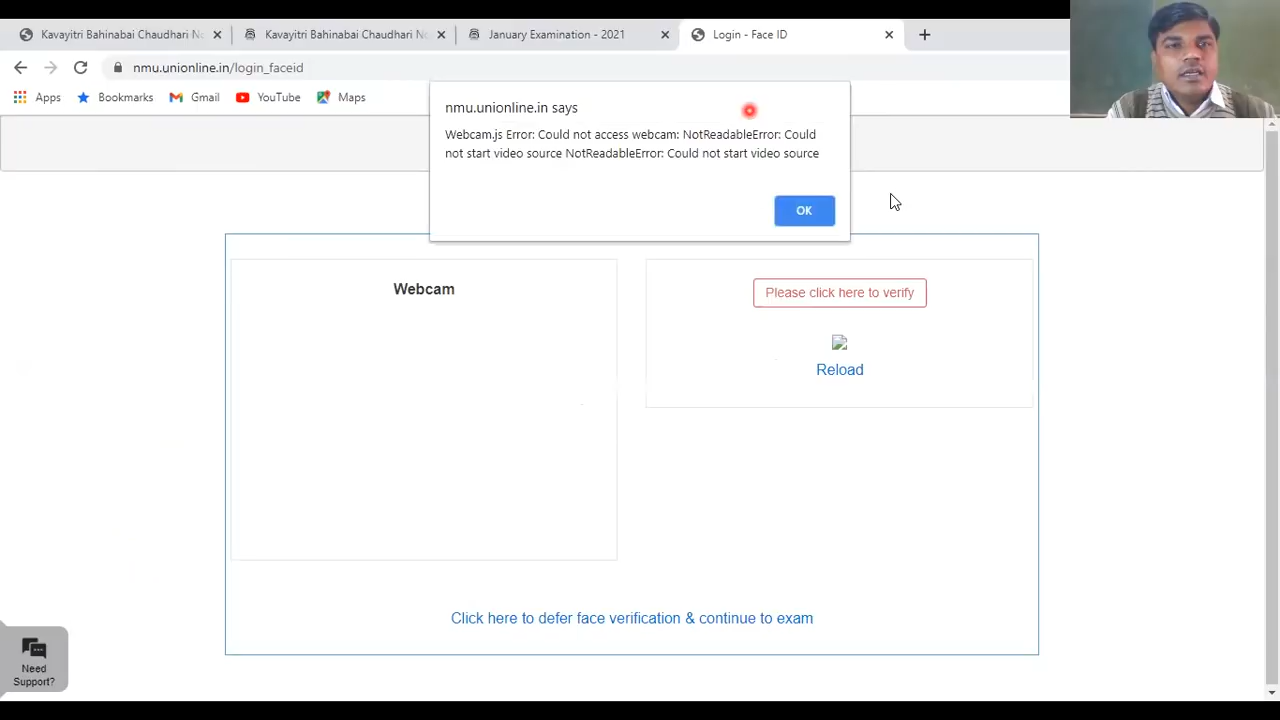 Kavayitri Bahinabai Chaudhari No
Kavayitri Bahinabai Chaudhari No
January Examination - 2021
Login - Face ID
nmu.unionline.in/login_faceid
Apps
Bookmarks
Gmail
YouTube
Maps
nmu.unionline.in says
Webcam.js Error: Could not access webcam: NotReadableError: Could
not start video source NotReadableError: Could not start video source
OK
Webcam
Please click here to verify
Reload
Click here to defer face verification & continue to exam
Need
Support?